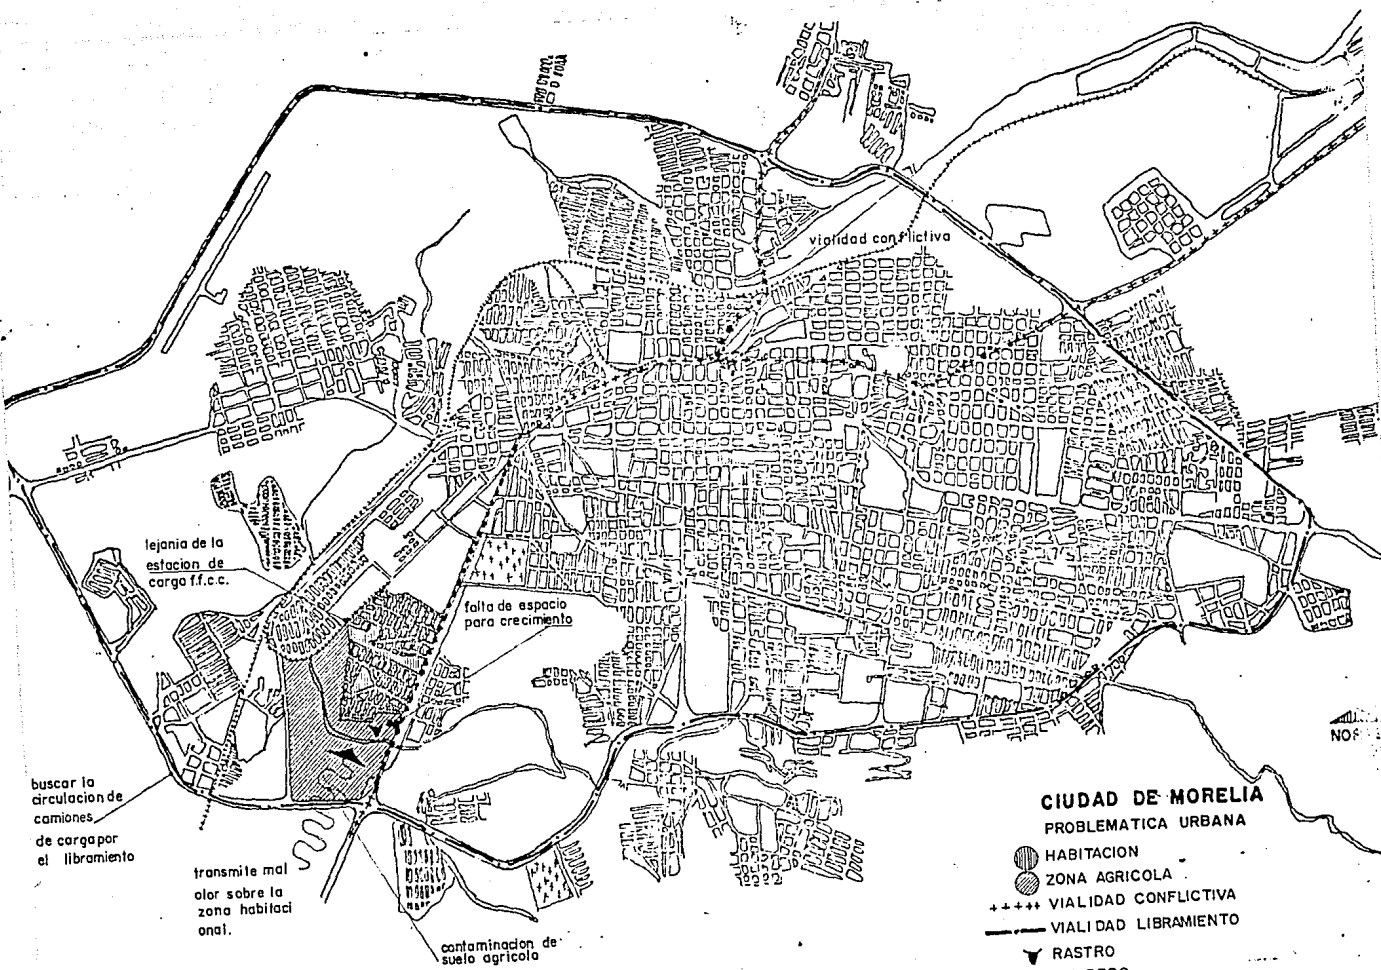 vialidad conflictiva
lejania de la
estacion de
carga f.f.c.c.
falta de espacio
para crecimiento
buscar la
circulacion de
camiones
de carga por
el libramiento
transmite mal
olor sobre la
zona habitaci
onal.
contaminacion de
suelo agricola
CIUDAD DE MORELIA
PROBLEMATICA URBANA
HABITACION
ZONA AGRICOLA
VIALIDAD CONFLICTIVA
VIALIDAD LIBRAMIENTO
RASTRO